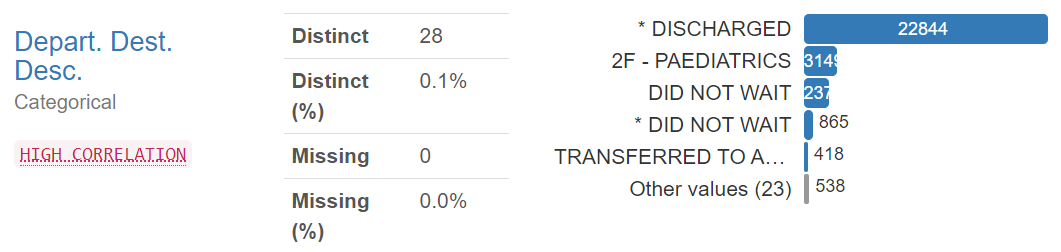 Depart. Dest.
Desc.
Categorical
HIGH CORRELATION
Distinct 28
Distinct
(%) 0.1%
Missing 0
Missing
(%) 0.0%
* DISCHARGED 22844
2F - PAEDIATRICS 3149
DID NOT WAIT 237
* DID NOT WAIT 865
TRANSFERRED TO A… 418
Other values (23) 538